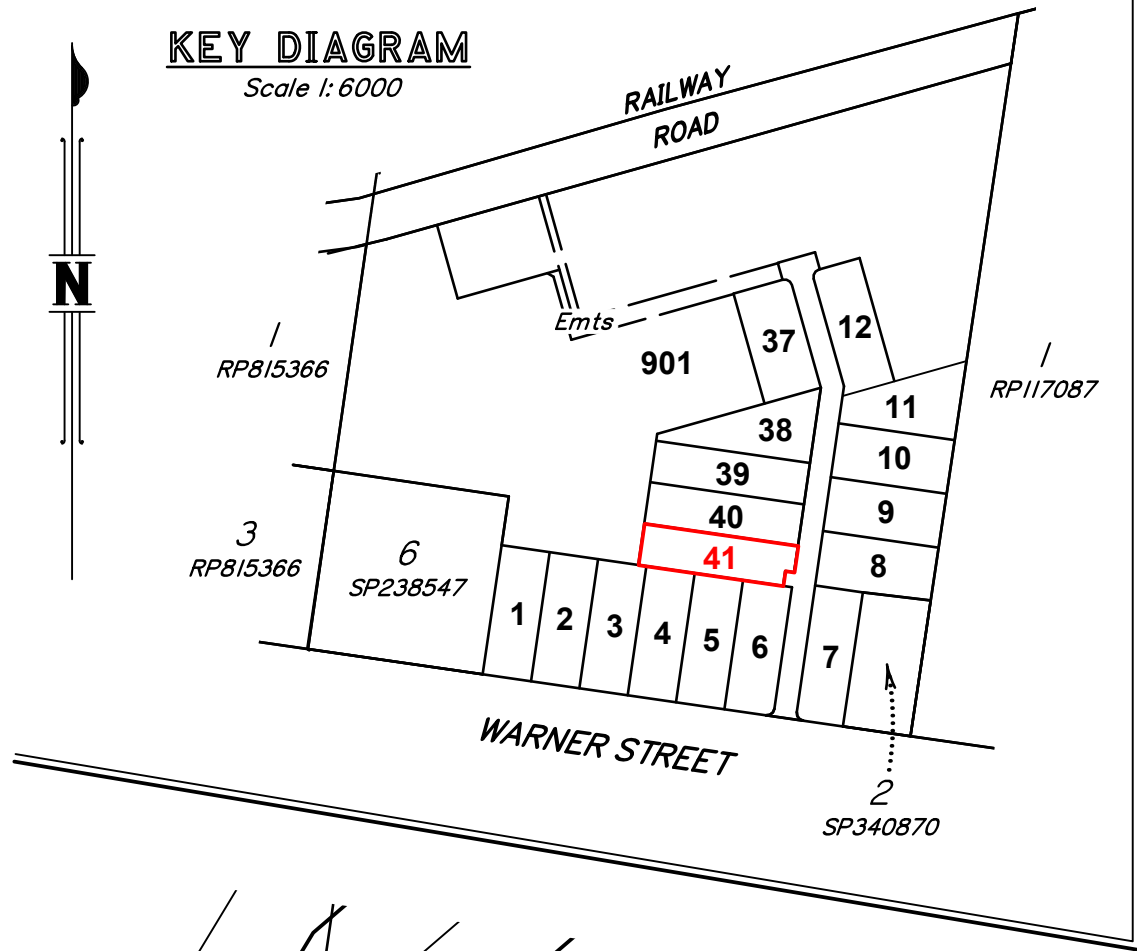 KEY DIAGRAM
Scale 1:6000
RAILWAY
ROAD
N
Emts
1
RP815366
901
37
12
1
RP117087
11
38
10
39
9
40
3
RP815366
6
SP238547
41
8
1
2
3
4
5
6
7
WARNER STREET
2
SP340870